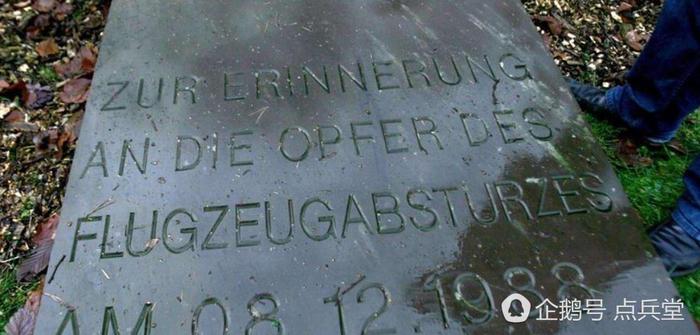 ZUR ERINNERUNG
AN DIE OPFER DES
FLUGZEUGABSTURZES
AM 08.12.1988
企鹅号 点兵堂